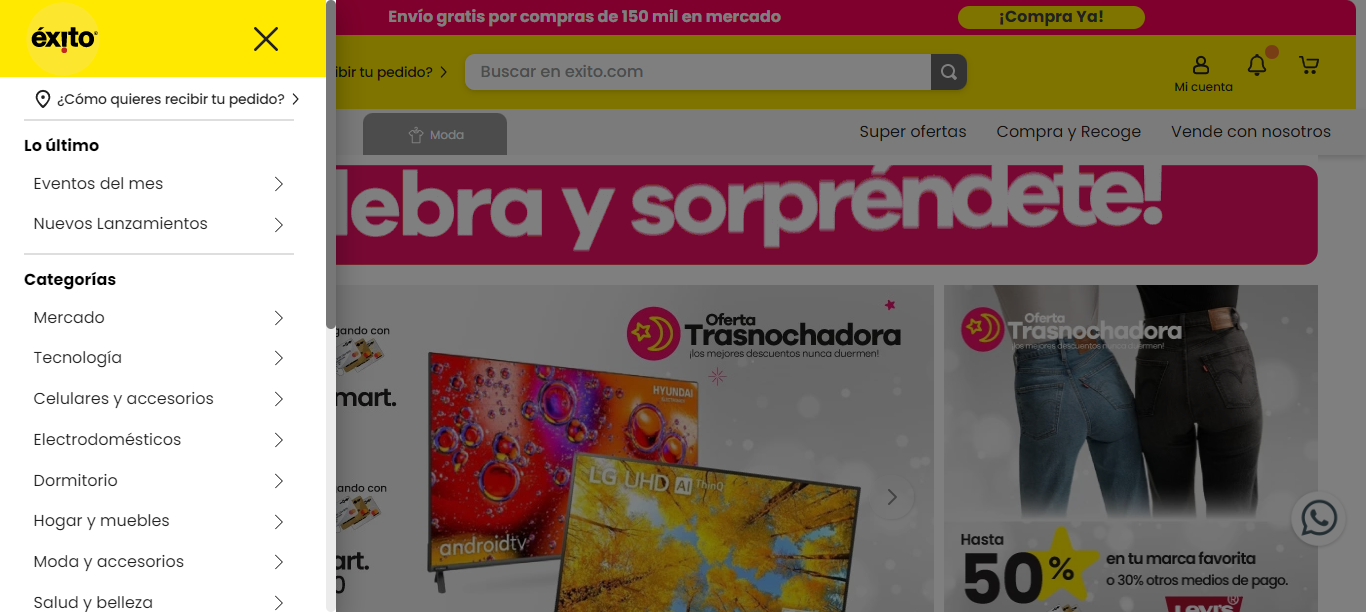 éxito
¿Cómo quieres recibir tu pedido?
Lo último
Eventos del mes
Nuevos Lanzamientos
Categorías
Mercado
Tecnología
Celulares y accesorios
Electrodomésticos
Dormitorio
Hogar y muebles
Moda y accesorios
Salud y belleza
Envío gratis por compras de 150 mil en mercado
¡Compra Ya!
ibir tu pedido?
Buscar en exito.com
Mi cuenta
Moda
Super ofertas
Compra y Recoge
Vende con nosotros
lebra y sorpréndete!
gando con
mart.
ando con
art.
0
Oferta
Trasnochadora
¡los mejores descuentos nunca duermen!
HYUNDAI
androidtv
LG UHD AI ThinQ
Oferta
Trasnochadora
¡los mejores descuentos nunca duermen!
Hasta
50%
en tu marca favorita
o 30% otros medios de pago.
Levi's